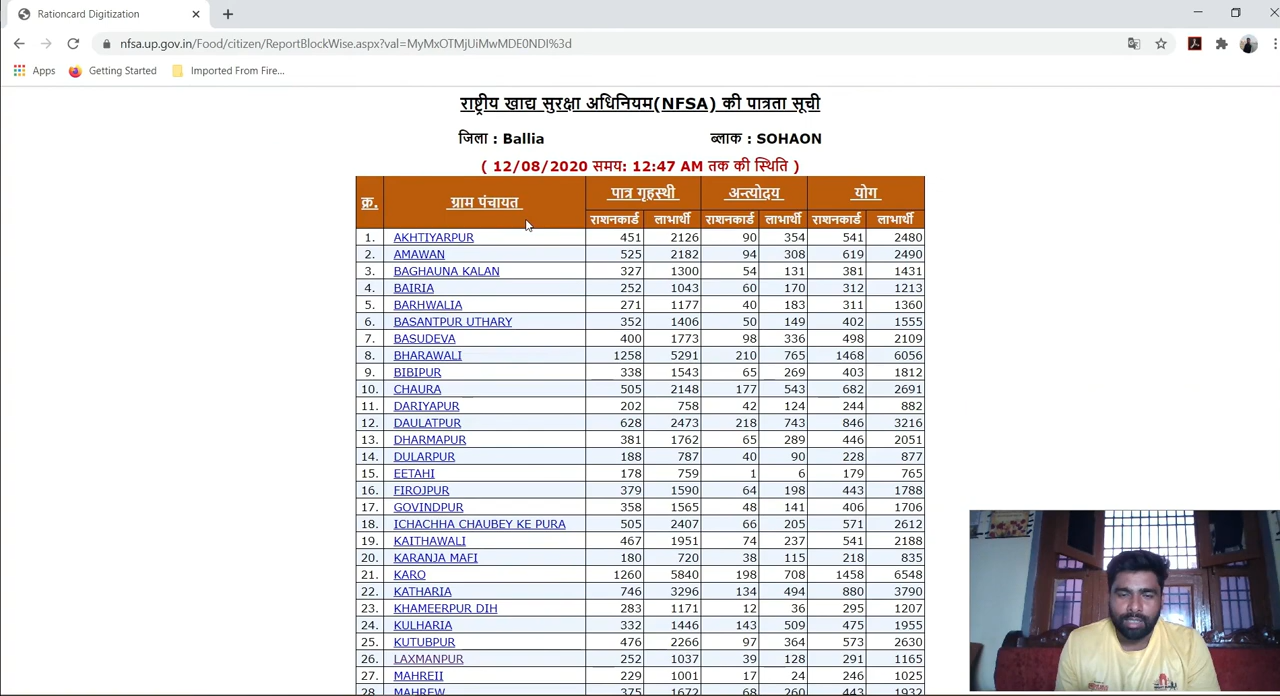 Rationcard Digitization
nfsa.up.gov.in/Food/citizen/ReportBlockWise.aspx?val=MyMxOTMjUiMwMDE0NDI%3d
Apps Getting Started Imported From Fire...
राष्ट्रीय खाद्य सुरक्षा अधिनियम(NFSA) की पात्रता सूची
जिला : Ballia ब्लाक : SOHAON
( 12/08/2020 समय: 12:47 AM तक की स्थिति )
क्र. ग्राम पंचायत पात्र गृहस्थी अन्त्योदय योग
राशनकार्ड लाभार्थी राशनकार्ड लाभार्थी राशनकार्ड लाभार्थी
1. AKHTIYARPUR 451 2126 90 354 541 2480
2. AMAWAN 525 2182 94 308 619 2490
3. BAGHAUNA KALAN 327 1300 54 131 381 1431
4. BAIRIA 252 1043 60 170 312 1213
5. BARHWALIA 271 1177 40 183 311 1360
6. BASANTPUR UTHARY 352 1406 50 149 402 1555
7. BASUDEVA 400 1773 98 336 498 2109
8. BHARAWALI 1258 5291 210 765 1468 6056
9. BIBIPUR 338 1543 65 269 403 1812
10. CHAURA 505 2148 177 543 682 2691
11. DARIYAPUR 202 758 42 124 244 882
12. DAULATPUR 628 2473 218 743 846 3216
13. DHARMAPUR 381 1762 65 289 446 2051
14. DULARPUR 188 787 40 90 228 877
15. EETAHI 178 759 1 6 179 765
16. FIROJPUR 379 1590 64 198 443 1788
17. GOVINDPUR 358 1565 48 141 406 1706
18. ICHACHHA CHAUBEY KE PURA 505 2407 66 205 571 2612
19. KAITHAWALI 467 1951 74 237 541 2188
20. KARANJA MAFI 180 720 38 115 218 835
21. KARO 1260 5840 198 708 1458 6548
22. KATHARIA 746 3296 134 494 880 3790
23. KHAMEERPUR DIH 283 1171 12 36 295 1207
24. KULHARIA 332 1446 143 509 475 1955
25. KUTUBPUR 476 2266 97 364 573 2630
26. LAXMANPUR 252 1037 39 128 291 1165
27. MAHREII 229 1001 17 24 246 1025
28. MAHREW 375 1672 68 260 443 1932